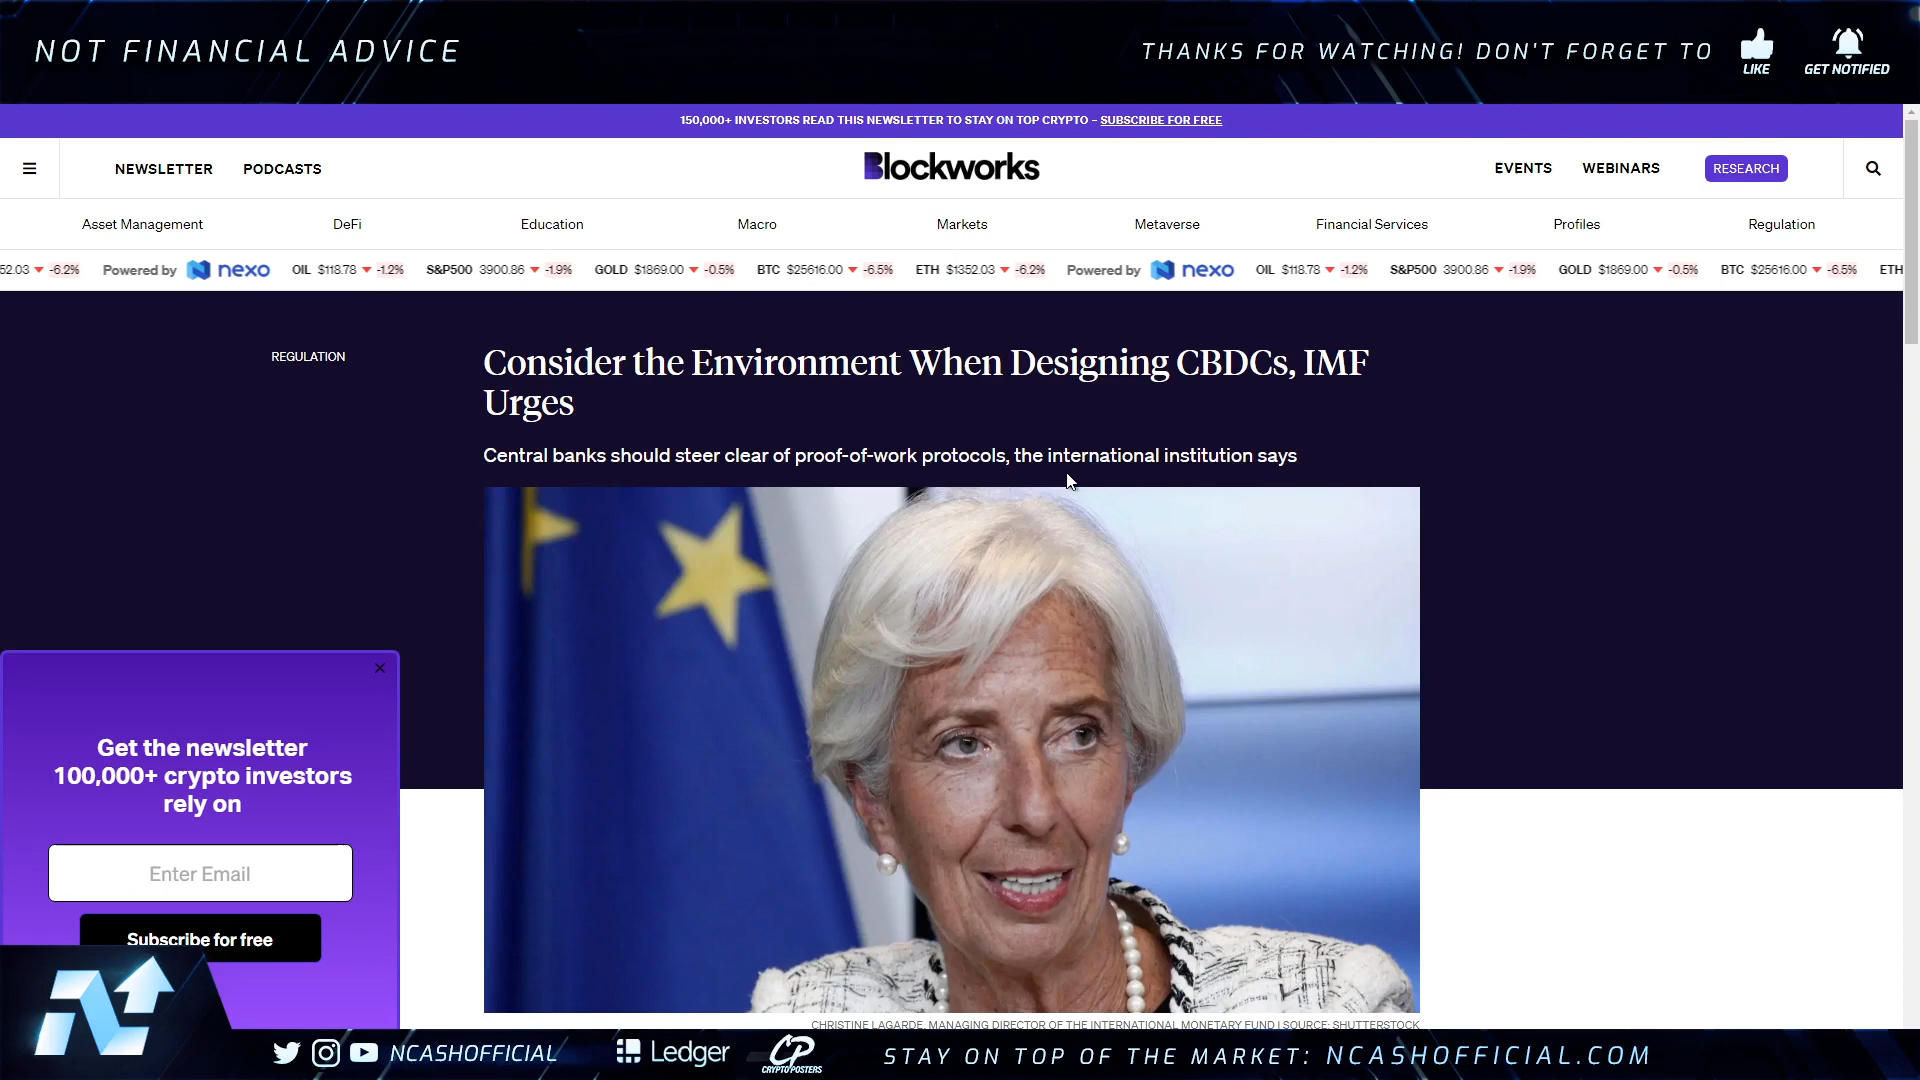 NOT FINANCIAL ADVICE
THANKS FOR WATCHING! DON'T FORGET TO
LIKE
GET NOTIFIED
150,000+ INVESTORS READ THIS NEWSLETTER TO STAY ON TOP CRYPTO – SUBSCRIBE FOR FREE
NEWSLETTER PODCASTS
Blockworks
EVENTS WEBINARS RESEARCH
Asset Management DeFi Education Macro Markets Metaverse Financial Services Profiles Regulation
52.03 -6.2% Powered by nexo OIL $118.78 -1.2% S&P500 3900.86 -1.9% GOLD $1869.00 -0.5% BTC $25616.00 -6.5% ETH $1352.03 -6.2% Powered by nexo OIL $118.78 -1.2% S&P500 3900.86 -1.9% GOLD $1869.00 -0.5% BTC $25616.00 -6.5% ETH
REGULATION
Consider the Environment When Designing CBDCs, IMF
Urges
Central banks should steer clear of proof-of-work protocols, the international institution says
Get the newsletter
100,000+ crypto investors
rely on
Enter Email
Subscribe for free
CHRISTINE LAGARDE, MANAGING DIRECTOR OF THE INTERNATIONAL MONETARY FUND | SOURCE: SHUTTERSTOCK
NCASHOFFICIAL
Ledger
CP
CRYPTOPOSTERS
STAY ON TOP OF THE MARKET: NCASHOFFICIAL.COM